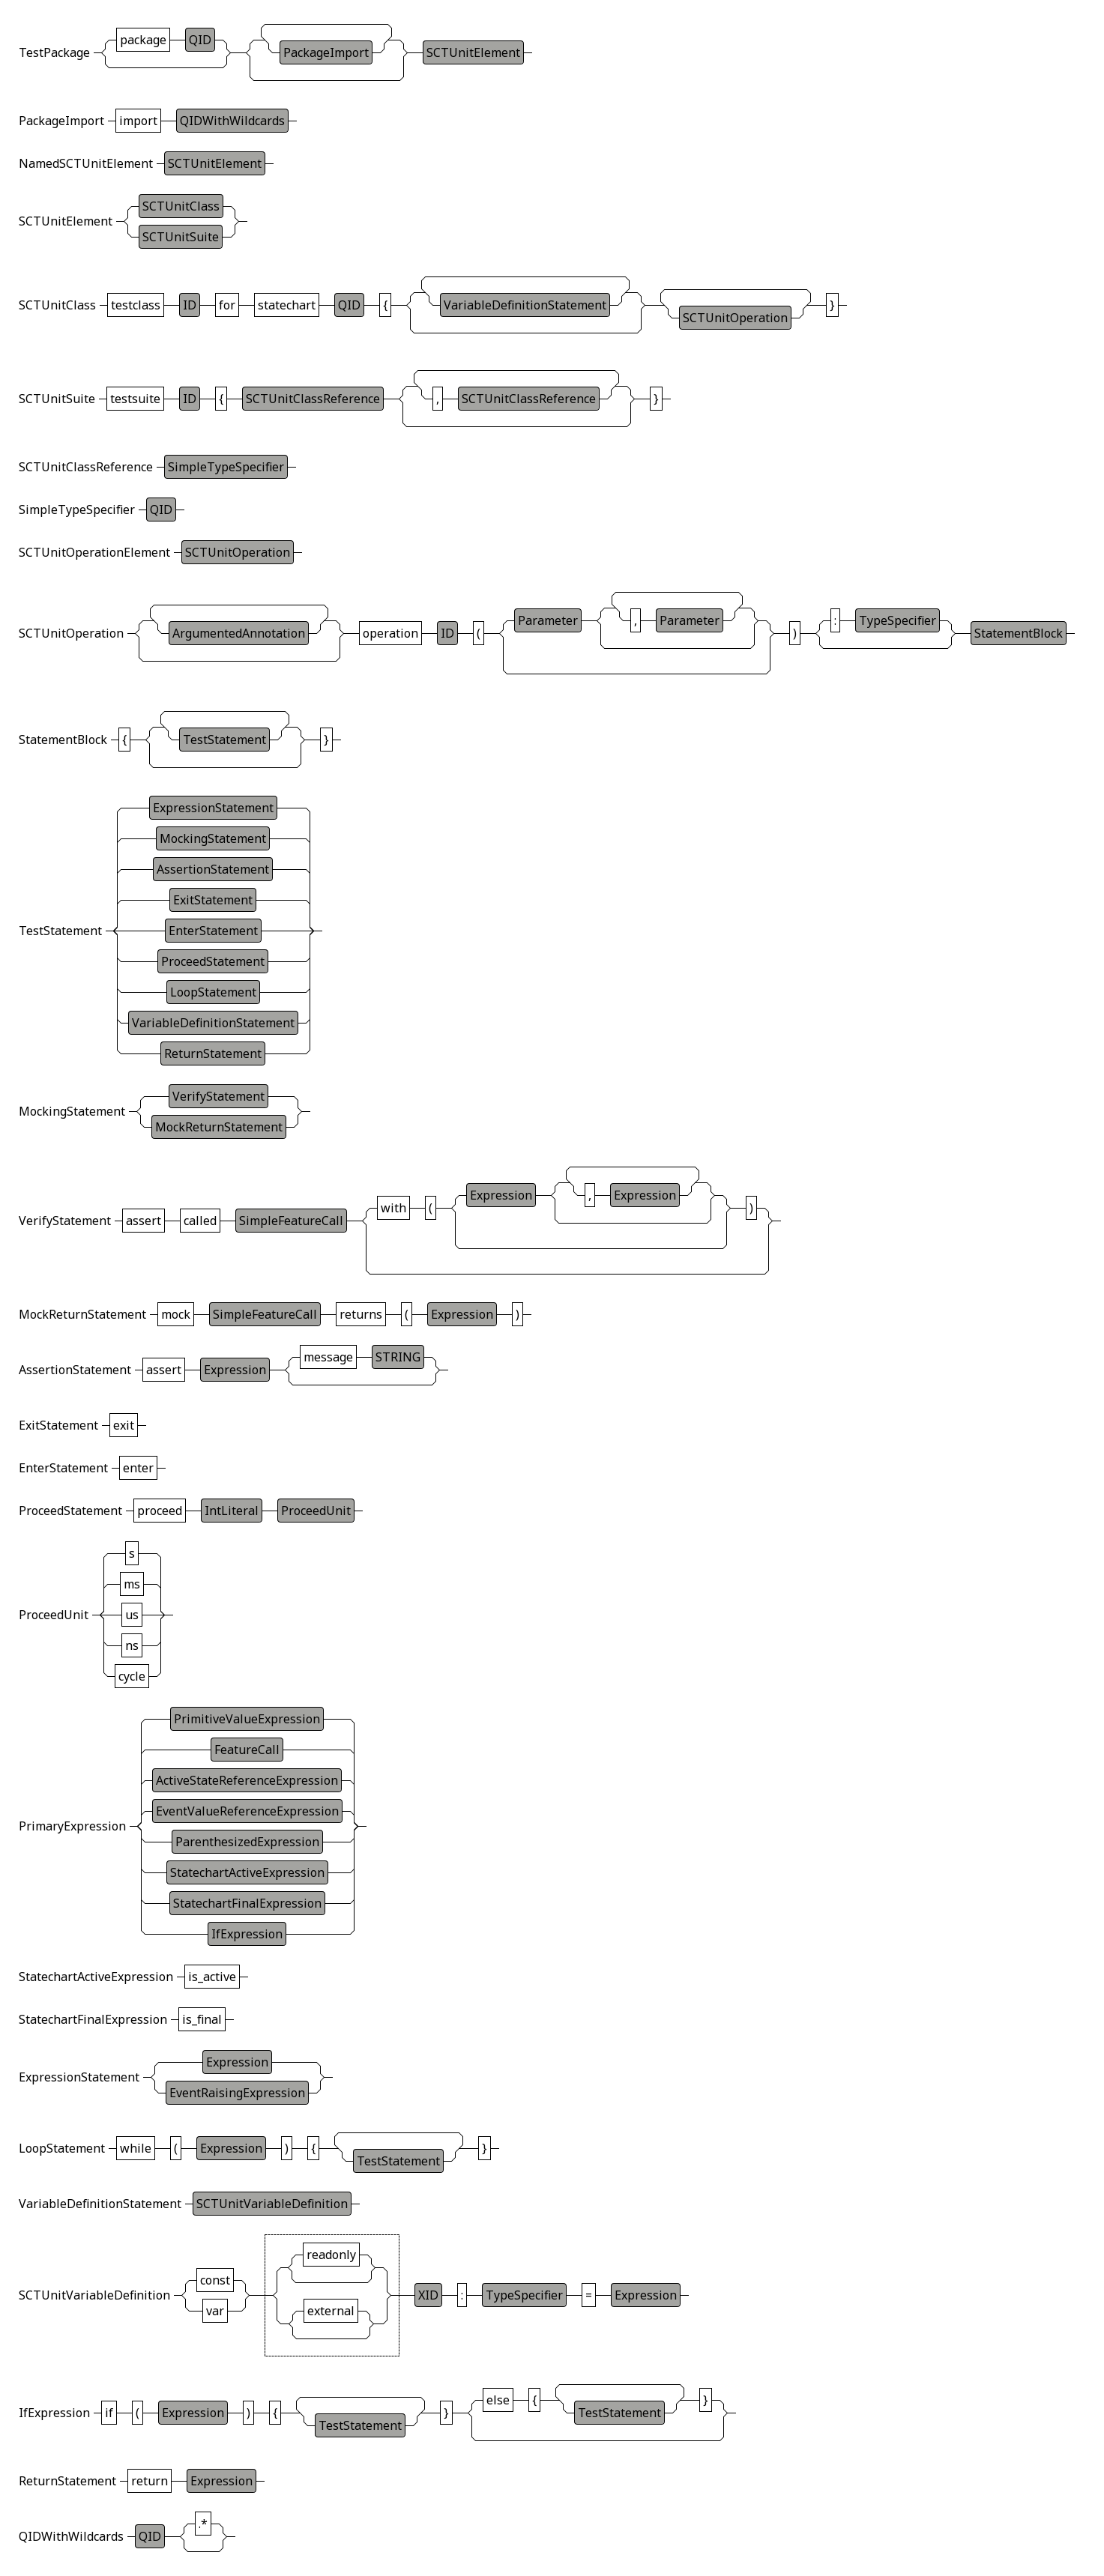 TestPackage package QID PackageImport SCTUnitElement
PackageImport import QIDWithWildcards
NamedSCTUnitElement SCTUnitElement
SCTUnitElement SCTUnitClass
SCTUnitSuite
SCTUnitClass testclass ID for statechart QID { VariableDefinitionStatement SCTUnitOperation }
SCTUnitSuite testsuite ID { SCTUnitClassReference , SCTUnitClassReference }
SCTUnitClassReference SimpleTypeSpecifier
SimpleTypeSpecifier QID
SCTUnitOperationElement SCTUnitOperation
SCTUnitOperation ArgumentedAnnotation operation ID ( Parameter , Parameter ) : TypeSpecifier StatementBlock
StatementBlock { TestStatement }
TestStatement ExpressionStatement
MockingStatement
AssertionStatement
ExitStatement
EnterStatement
ProceedStatement
LoopStatement
VariableDefinitionStatement
ReturnStatement
MockingStatement VerifyStatement
MockReturnStatement
VerifyStatement assert called SimpleFeatureCall with ( Expression , Expression )
MockReturnStatement mock SimpleFeatureCall returns ( Expression )
AssertionStatement assert Expression message STRING
ExitStatement exit
EnterStatement enter
ProceedStatement proceed IntLiteral ProceedUnit
ProceedUnit s
ms
us
ns
cycle
PrimaryExpression PrimitiveValueExpression
FeatureCall
ActiveStateReferenceExpression
EventValueReferenceExpression
ParenthesizedExpression
StatechartActiveExpression
StatechartFinalExpression
IfExpression
StatechartActiveExpression is_active
StatechartFinalExpression is_final
ExpressionStatement Expression
EventRaisingExpression
LoopStatement while ( Expression ) { TestStatement }
VariableDefinitionStatement SCTUnitVariableDefinition
SCTUnitVariableDefinition const var readonly external XID : TypeSpecifier = Expression
IfExpression if ( Expression ) { TestStatement } else { TestStatement }
ReturnStatement return Expression
QIDWithWildcards QID .*